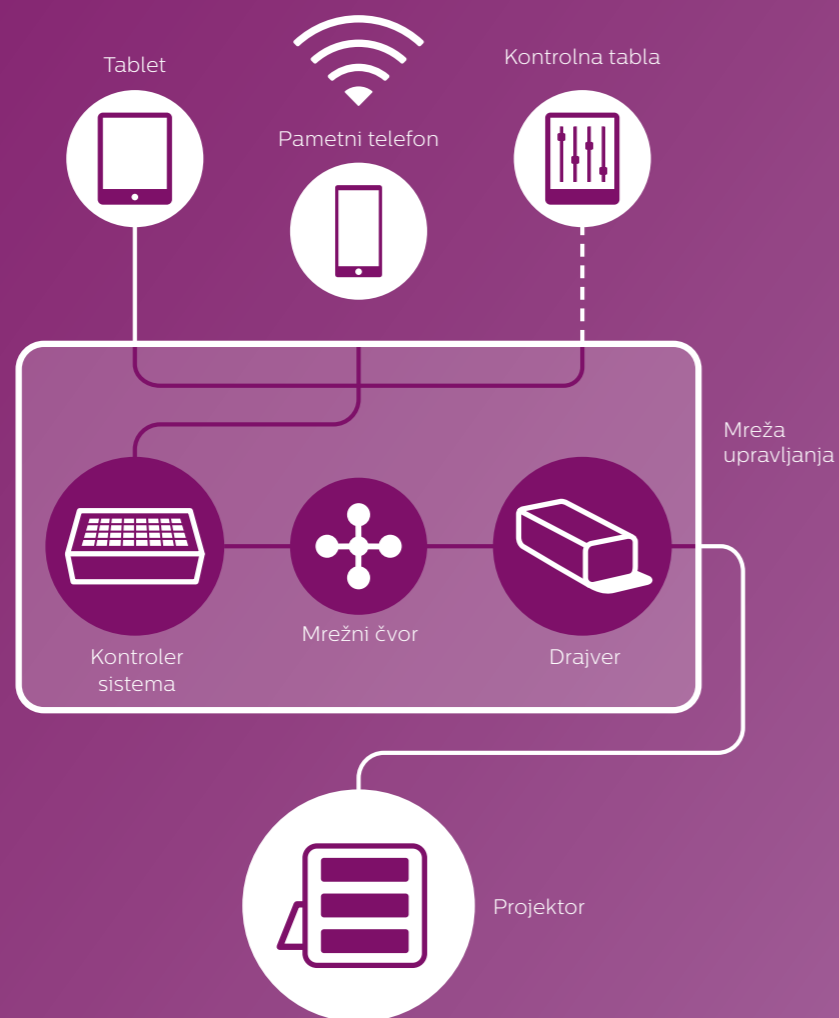 Tablet
Kontrolna tabla
Pametni telefon
Mreža
upravljanja
Mrežni čvor
Kontroler
sistema
Drajver
Projektor